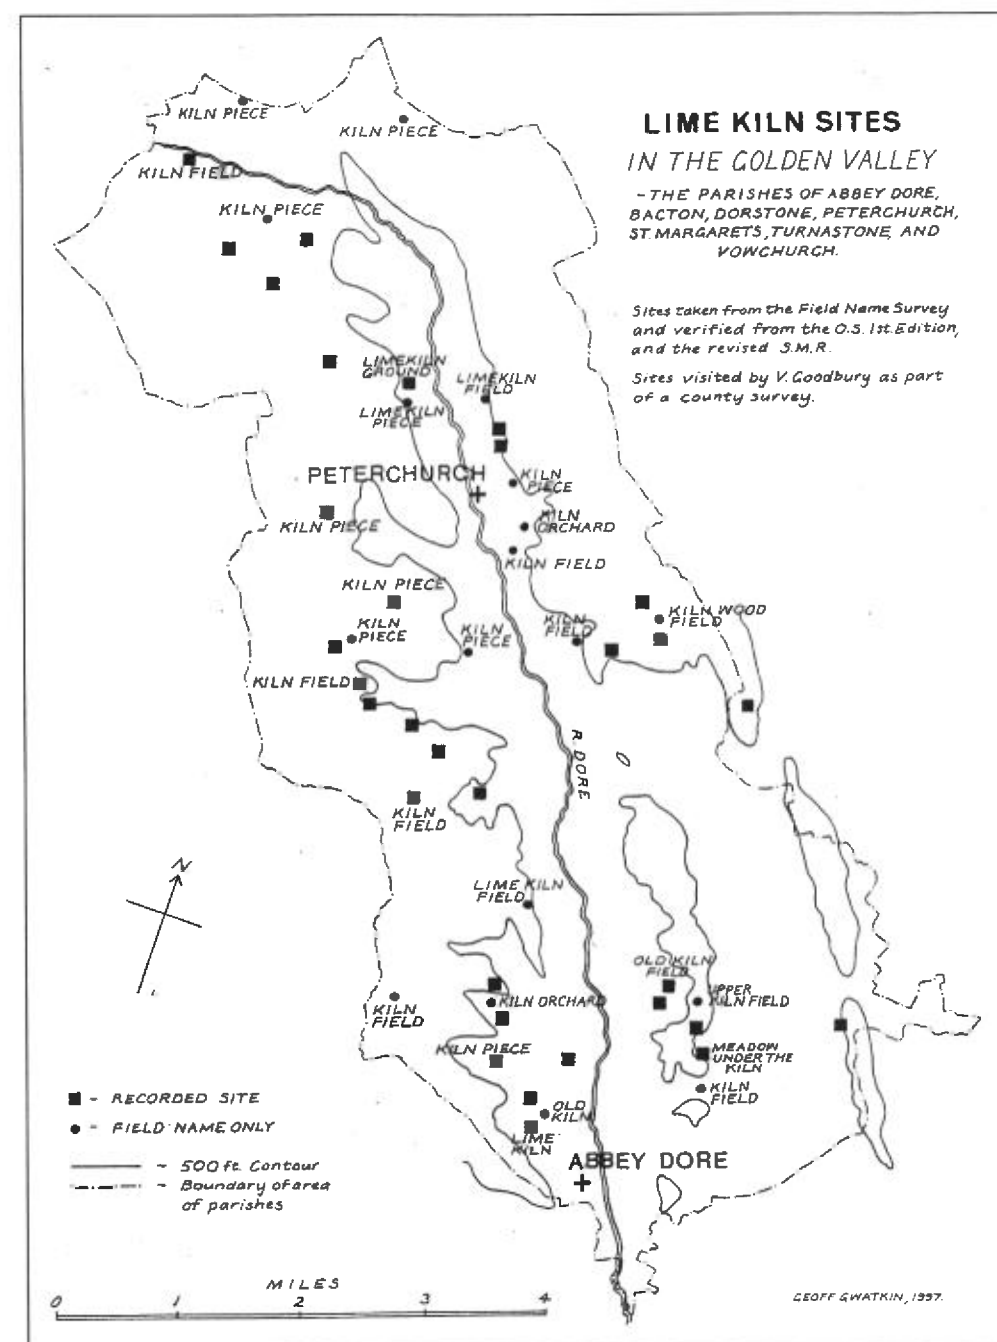 LIME KILN SITES
IN THE GOLDEN VALLEY
- THE PARISHES OF ABBEY DORE,
BACTON, DORSTONE, PETERCHURCH,
ST. MARGARETS, TURNASTONE, AND
VOWCHURCH.
Sites taken from the Field Name Survey
and verified from the O.S. 1st. Edition,
and the revised S.M.R.
Sites visited by V. Goodbury as part
of a county survey.
KILN PIECE
KILN PIECE
KILN FIELD
KILN PIECE
LIMEKILN
GROUND
LIMEKILN
FIELD
LIMEKILN
PIECE
PETERCHURCH
KILN
PIECE
KILN PIECE
KILN
ORCHARD
KILN FIELD
KILN PIECE
KILN WOOD
FIELD
KILN
PIECE
KILN
PIECE
KILN
FIELD
KILN FIELD
R. DORE
KILN
FIELD
N
LIME KILN
FIELD
OLD KILN
FIELD
KILN
FIELD
KILN ORCHARD
UPPER
KILN FIELD
KILN PIECE
MEADOW
UNDER THE
KILN
KILN
FIELD
OLD
KILN
LIME
KILN
ABBEY DORE
- RECORDED SITE
- FIELD NAME ONLY
- 500 ft. Contour
- Boundary of area
of parishes
MILES
0 1 2 3 4
GEOFF GWATKIN, 1997.